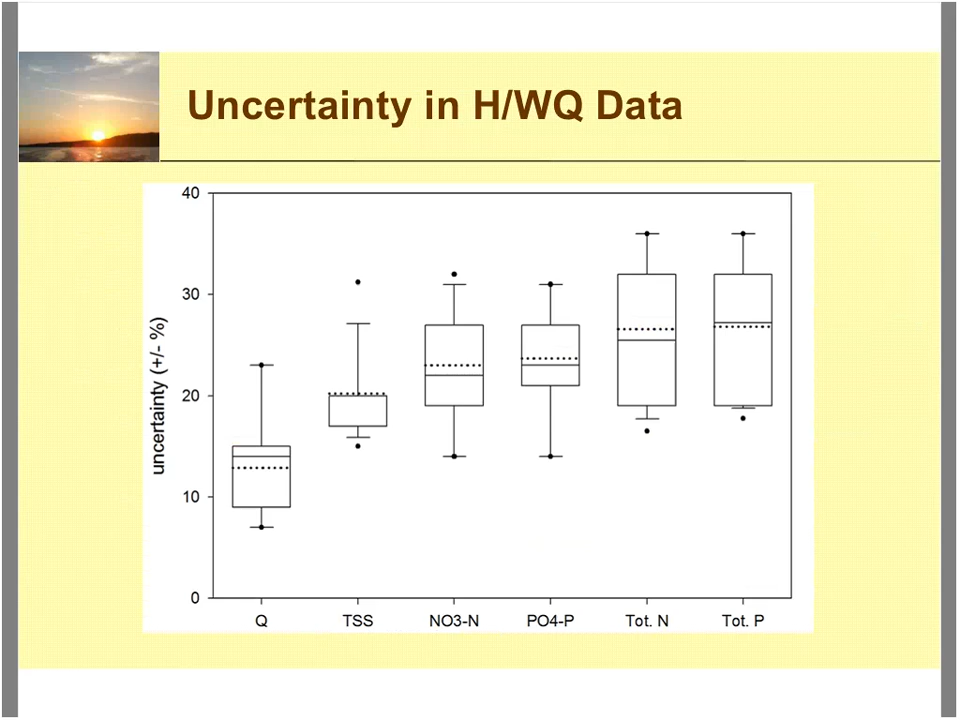 Uncertainty in H/WQ Data
40
30
20
10
0
uncertainty (+/- %)
Q TSS NO3-N PO4-P Tot. N Tot. P